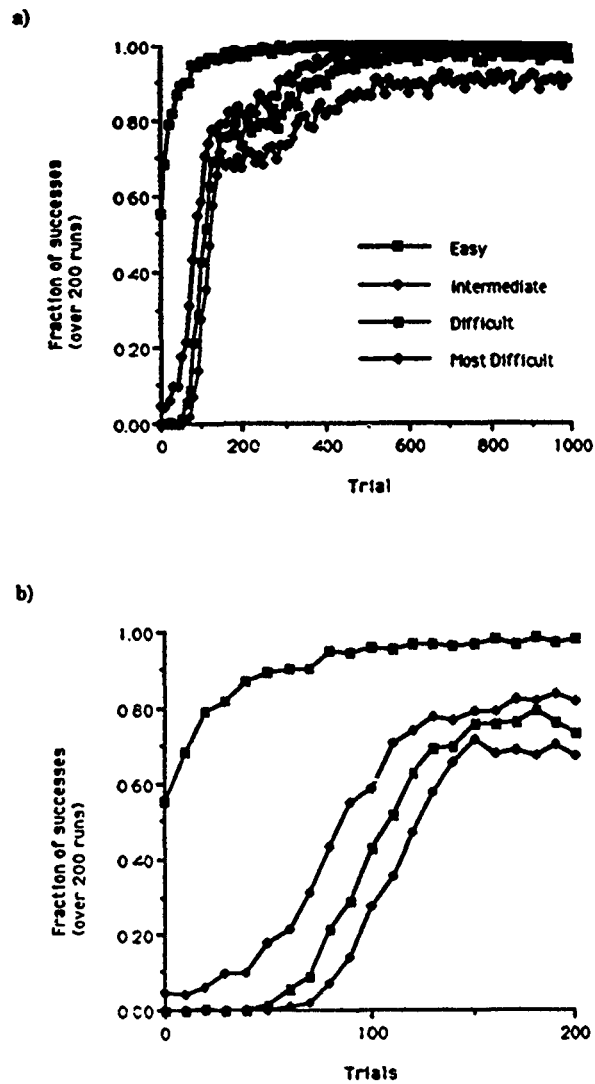 a)
1.00
0.80
0.60
0.40
0.20
0.00
0
200
400
600
800
1000
Fraction of successes
(over 200 runs)
Easy
Intermediate
Difficult
Most Difficult
Trial
b)
1.00
0.80
0.60
0.40
0.20
0.00
0
100
200
Fraction of successes
(over 200 runs)
Trials